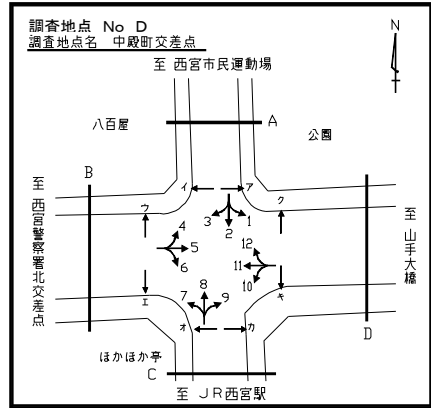 調査地点 No D
調査地点名 中殿町交差点
N
至 西宮市民運動場
八百屋
公園
A
B
至 西宮警察署北交差点
至 山手大橋
イ
ア
ウ
ク
3
1
2
4
5
6
12
11
10
エ
キ
7
8
9
オ
カ
D
ほかほか亭
C
至 JR西宮駅